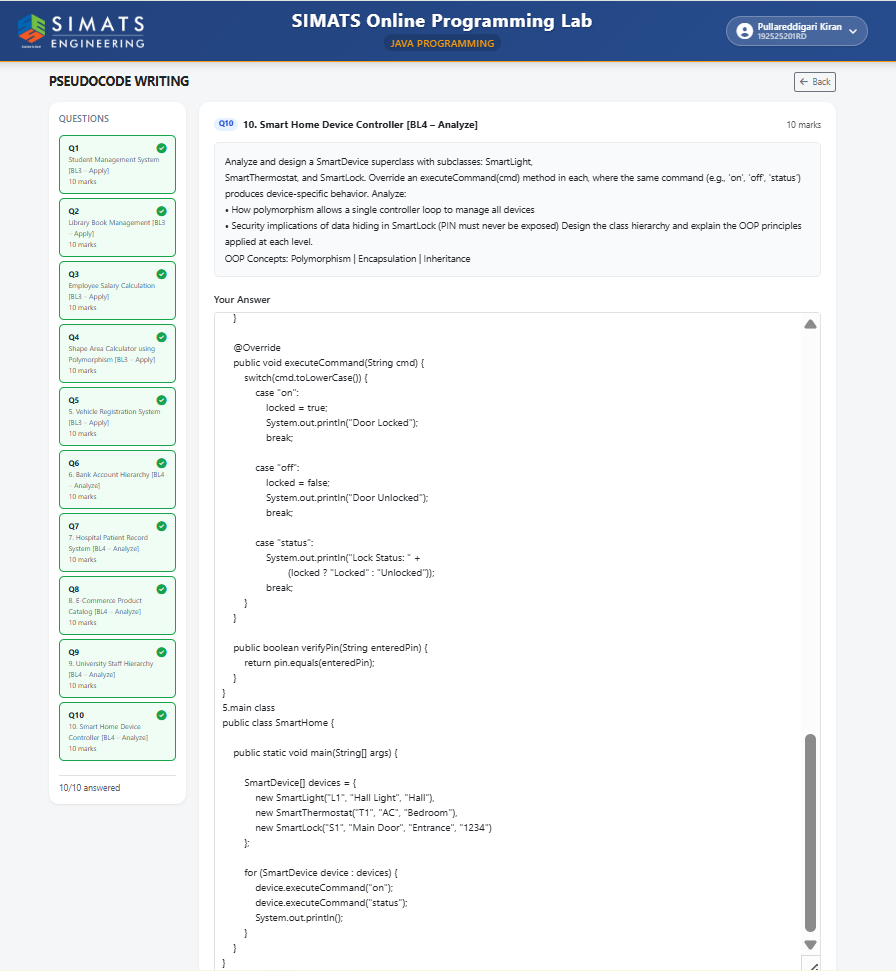 SIMATS
ENGINEERING
SIMATS Online Programming Lab
JAVA PROGRAMMING
Pullareddigari Kiran
192525201RD
PSEUDOCODE WRITING
← Back
QUESTIONS
Q1
Student Management System
[BL3 – Apply]
10 marks
Q2
Library Book Management [BL3
– Apply]
10 marks
Q3
Employee Salary Calculation
[BL3 – Apply]
10 marks
Q4
Shape Area Calculator using
Polymorphism [BL3 – Apply]
10 marks
Q5
5. Vehicle Registration System
[BL3 – Apply]
10 marks
Q6
6. Bank Account Hierarchy [BL4
– Analyze]
10 marks
Q7
7. Hospital Patient Record
System [BL4 – Analyze]
10 marks
Q8
8. E-Commerce Product
Catalog [BL4 – Analyze]
10 marks
Q9
9. University Staff Hierarchy
[BL4 – Analyze]
10 marks
Q10
10. Smart Home Device
Controller [BL4 – Analyze]
10 marks
10/10 answered
Q10 10. Smart Home Device Controller [BL4 – Analyze] 10 marks
Analyze and design a SmartDevice superclass with subclasses: SmartLight,
SmartThermostat, and SmartLock. Override an executeCommand(cmd) method in each, where the same command (e.g., 'on', 'off', 'status')
produces device-specific behavior. Analyze:
• How polymorphism allows a single controller loop to manage all devices
• Security implications of data hiding in SmartLock (PIN must never be exposed) Design the class hierarchy and explain the OOP principles
applied at each level.
OOP Concepts: Polymorphism | Encapsulation | Inheritance
Your Answer
}
@Override
public void executeCommand(String cmd) {
switch(cmd.toLowerCase()) {
case "on":
locked = true;
System.out.println("Door Locked");
break;
case "off":
locked = false;
System.out.println("Door Unlocked");
break;
case "status":
System.out.println("Lock Status: " +
(locked ? "Locked" : "Unlocked"));
break;
}
}
public boolean verifyPin(String enteredPin) {
return pin.equals(enteredPin);
}
}
5.main class
public class SmartHome {
public static void main(String[] args) {
SmartDevice[] devices = {
new SmartLight("L1", "Hall Light", "Hall"),
new SmartThermostat("T1", "AC", "Bedroom"),
new SmartLock("S1", "Main Door", "Entrance", "1234")
};
for (SmartDevice device : devices) {
device.executeCommand("on");
device.executeCommand("status");
System.out.println();
}
}
}